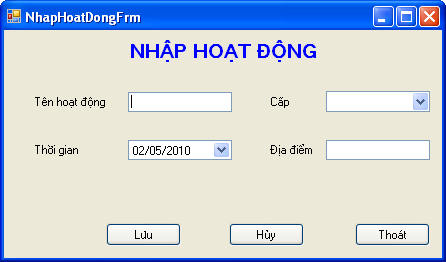 NhapHoatDongFrm
NHẬP HOẠT ĐỘNG
Tên hoạt động
Cấp
Thời gian
02/05/2010
Địa điểm
Lưu
Hủy
Thoát